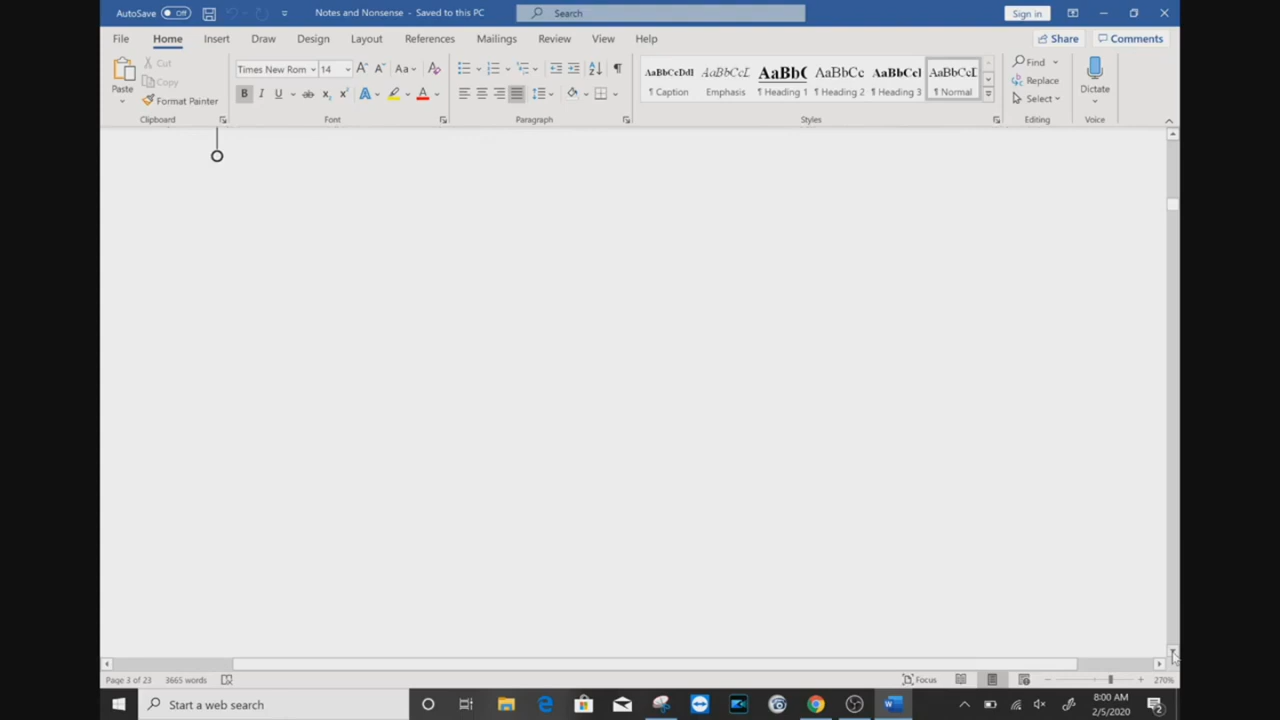 AutoSave Off Notes and Nonsense - Saved to this PC Search Sign in
File Home Insert Draw Design Layout References Mailings Review View Help Share Comments
Paste
Cut
Copy
Format Painter
Clipboard
Times New Rom 14
Font
Paragraph
AaBbCcDdI AaBbCcL AaBb( AaBbCc AaBbCcI AaBbCcL
¶ Caption Emphasis ¶ Heading 1 ¶ Heading 2 ¶ Heading 3 ¶ Normal
Styles
Find
Replace
Select
Editing
Dictate
Voice
Page 3 of 23 3665 words Focus 270%
Start a web search
8:00 AM
2/5/2020
2